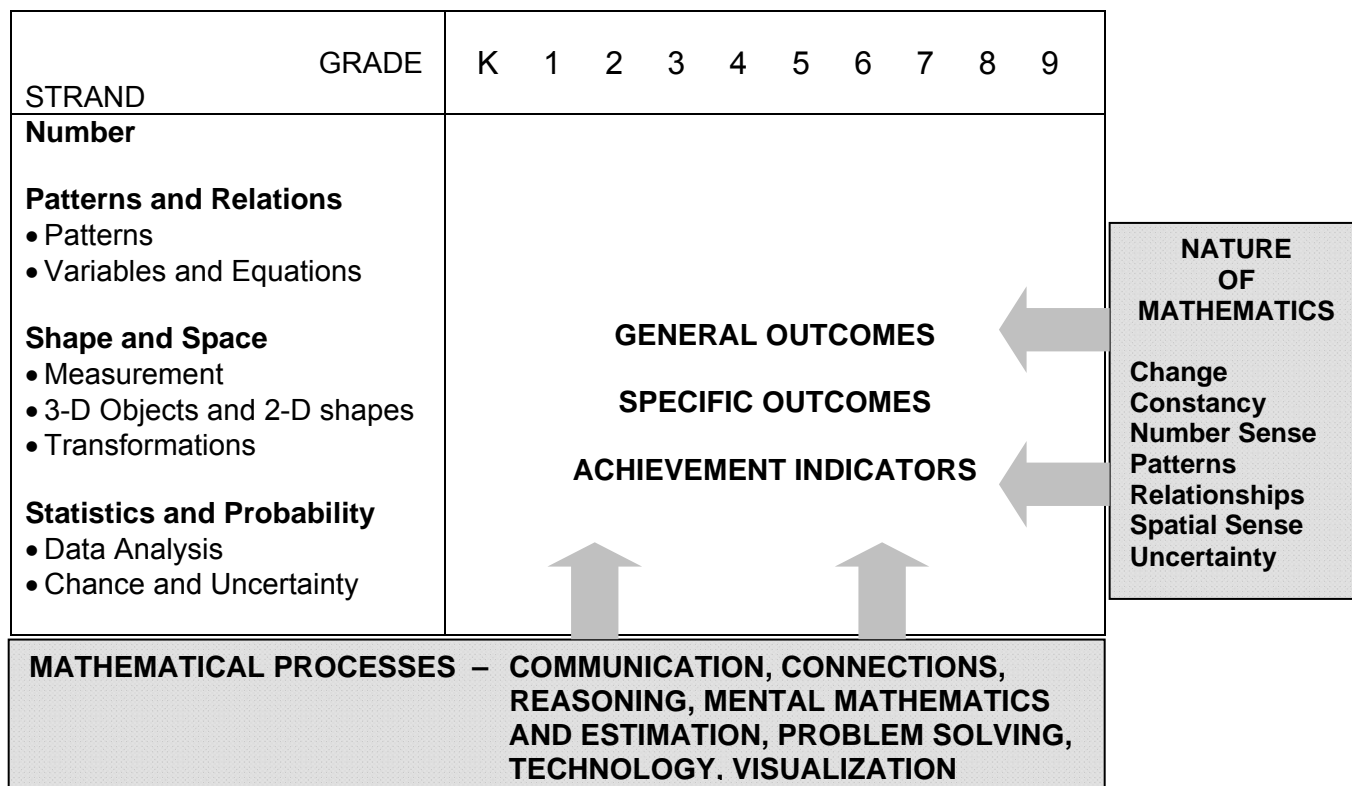 GRADE
STRAND
K 1 2 3 4 5 6 7 8 9
Number
Patterns and Relations
• Patterns
• Variables and Equations
Shape and Space
• Measurement
• 3-D Objects and 2-D shapes
• Transformations
Statistics and Probability
• Data Analysis
• Chance and Uncertainty
GENERAL OUTCOMES
SPECIFIC OUTCOMES
ACHIEVEMENT INDICATORS
NATURE
OF
MATHEMATICS
Change
Constancy
Number Sense
Patterns
Relationships
Spatial Sense
Uncertainty
MATHEMATICAL PROCESSES – COMMUNICATION, CONNECTIONS,
REASONING, MENTAL MATHEMATICS
AND ESTIMATION, PROBLEM SOLVING,
TECHNOLOGY, VISUALIZATION